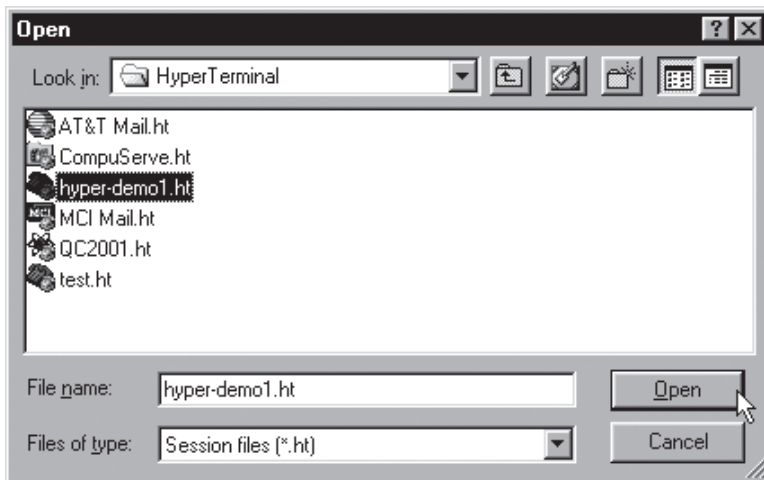 Open
Look in: HyperTerminal
AT&T Mail.ht
CompuServe.ht
hyper-demo1.ht
MCI Mail.ht
QC2001.ht
test.ht
File name: hyper-demo1.ht Open
Files of type: Session files (*.ht) Cancel